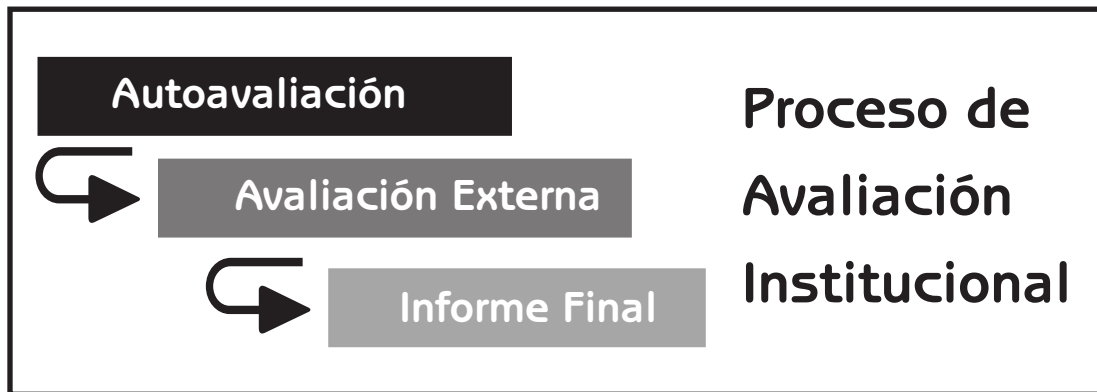 Autoavaliación
Avaliación Externa
Informe Final
Proceso de
Avaliación
Institucional